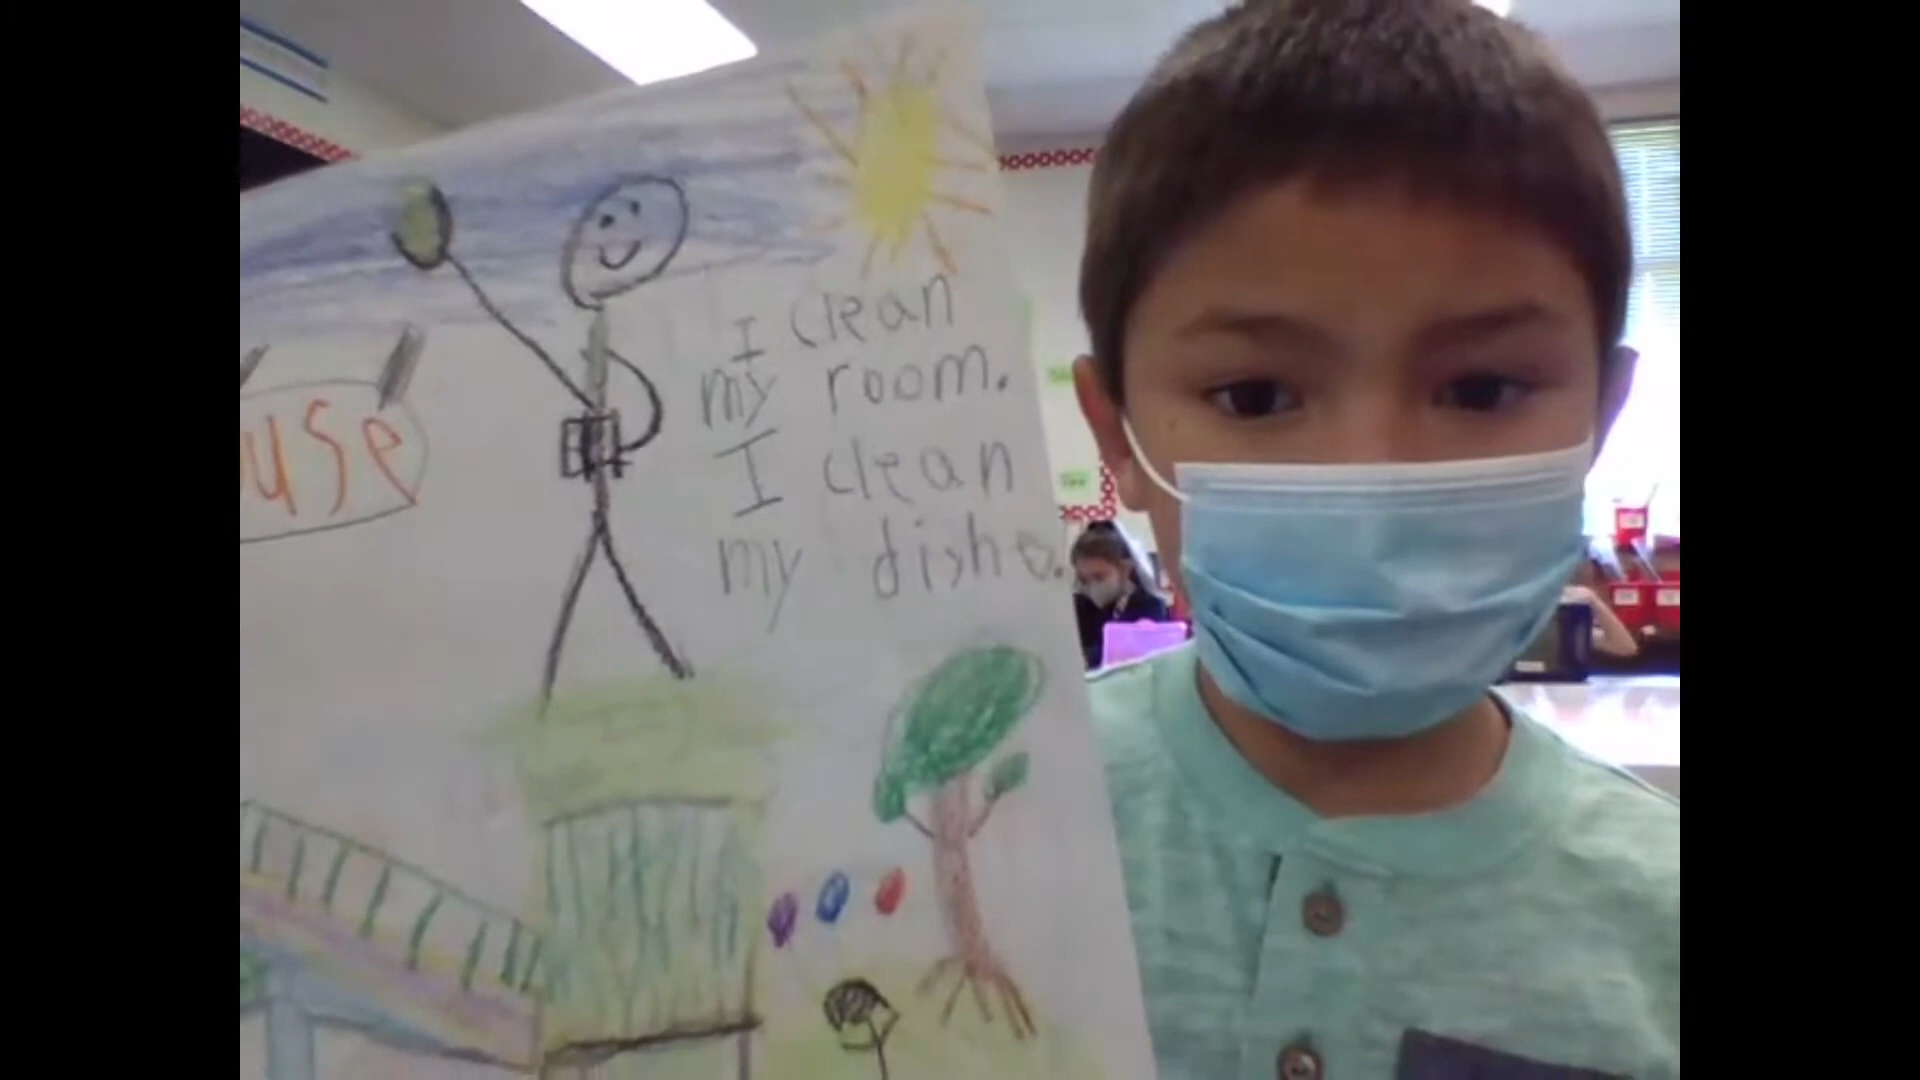 I clean
my room.
I clean
my dish
use